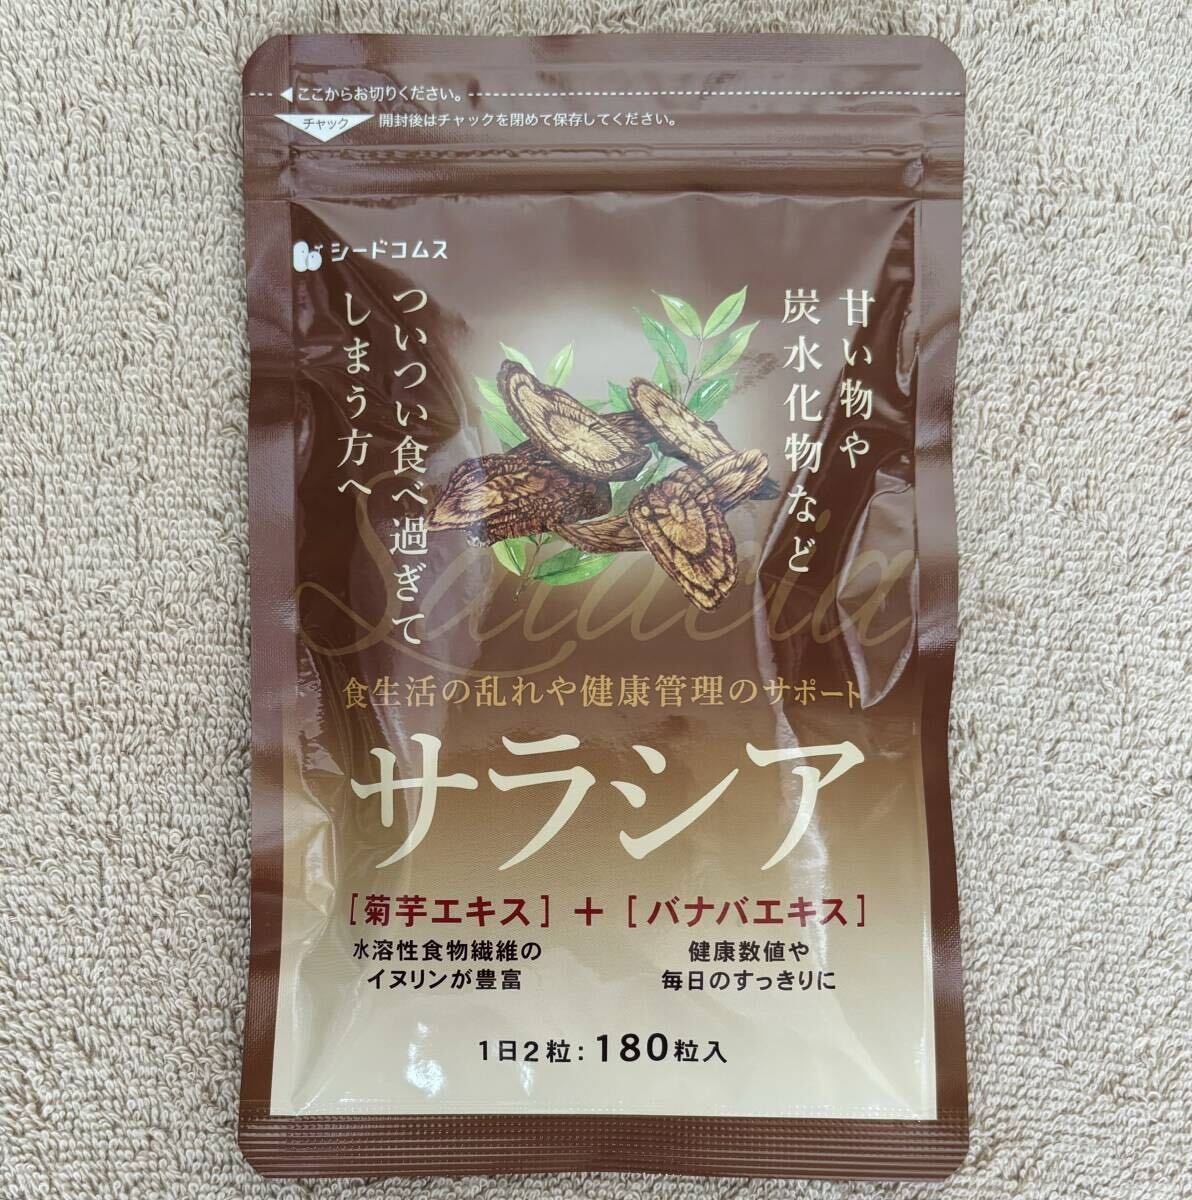 ここからお切りください。
チャック
開封後はチャックを閉めて保存してください。
シードコムス
甘い物や
炭水化物など
ついつい食べ過ぎて
しまう方へ
Salacia
食生活の乱れや健康管理のサポート
サラシア
[菊芋エキス] + [バナバエキス]
水溶性食物繊維の
イヌリンが豊富
健康数値や
毎日のすっきりに
1日2粒:180粒入